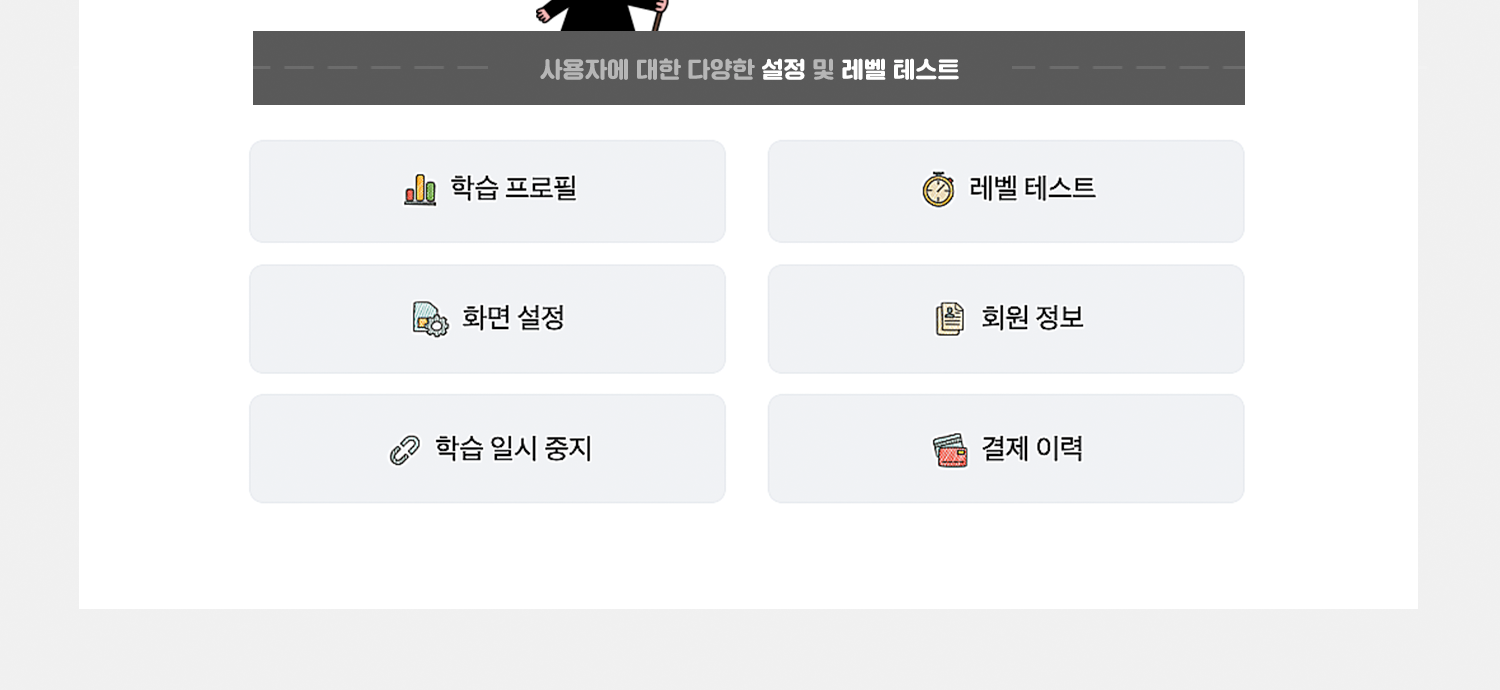 사용자에 대한 다양한 설정 및 레벨 테스트
학습 프로필
레벨 테스트
화면 설정
회원 정보
학습 일시 중지
결제 이력